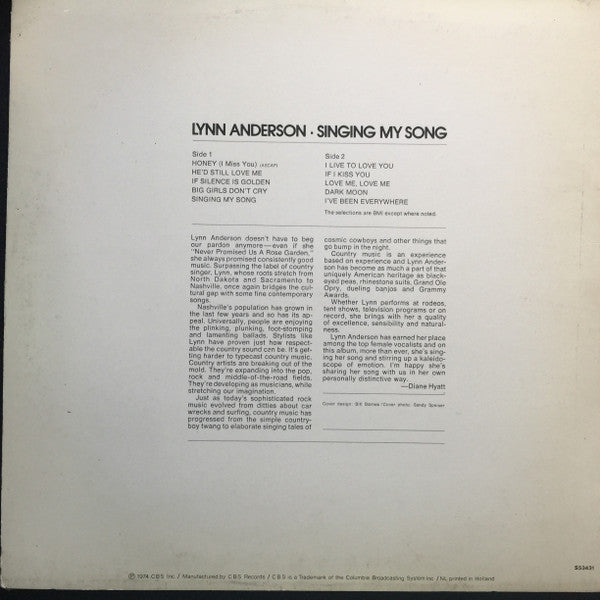 LYNN ANDERSON · SINGING MY SONG
Side 1
HONEY (I Miss You) (ASCAP)
HE'D STILL LOVE ME
IF SILENCE IS GOLDEN
BIG GIRLS DON'T CRY
SINGING MY SONG
Side 2
I LIVE TO LOVE YOU
IF I KISS YOU
LOVE ME, LOVE ME
DARK MOON
I'VE BEEN EVERYWHERE
The selections are BMI except where noted.
Lynn Anderson doesn't have to beg
our pardon anymore—even if she
"Never Promised Us A Rose Garden,"
she always promised consistently good
music. Surpassing the label of country
singer, Lynn, whose roots stretch from
North Dakota and Sacramento to
Nashville, once again bridges the cul-
tural gap with some fine contemporary
songs.
Nashville's population has grown in
the last few years and so has its ap-
peal. Universally, people are enjoying
the plinking, plunking, foot-stomping
and lamenting ballads. Stylists like
Lynn have proven just how respect-
able the country sound can be. It's get-
ting harder to typecast country music.
Country artists are breaking out of the
mold. They're expanding into the pop,
rock and middle-of-the-road fields.
They're developing as musicians, while
stretching our imagination.
Just as today's sophisticated rock
music evolved from ditties about car
wrecks and surfing, country music has
progressed from the simple country-
boy twang to elaborate singing tales of
cosmic cowboys and other things that
go bump in the night.
Country music is an experience
based on experience and Lynn Ander-
son has become as much a part of that
uniquely American heritage as black-
eyed peas, rhinestone suits, Grand Ole
Opry, dueling banjos and Grammy
Awards.
Whether Lynn performs at rodeos,
tent shows, television programs or on
record, she brings with her a quality
of excellence, sensibility and natural-
ness.
Lynn Anderson has earned her place
among the top female vocalists and on
this album, more than ever, she's sing-
ing her song and stirring up a kaleido-
scope of emotion. I'm happy she's
sharing her song with us in her own
personally distinctive way.
—Diane Hyatt
Cover design: Bill Barnes/Cover photo: Sandy Speiser
S53431
℗ 1974 CBS Inc / Manufactured by CBS Records / CBS is a Trademark of the Columbia Broadcasting System Inc / NL printed in Holland